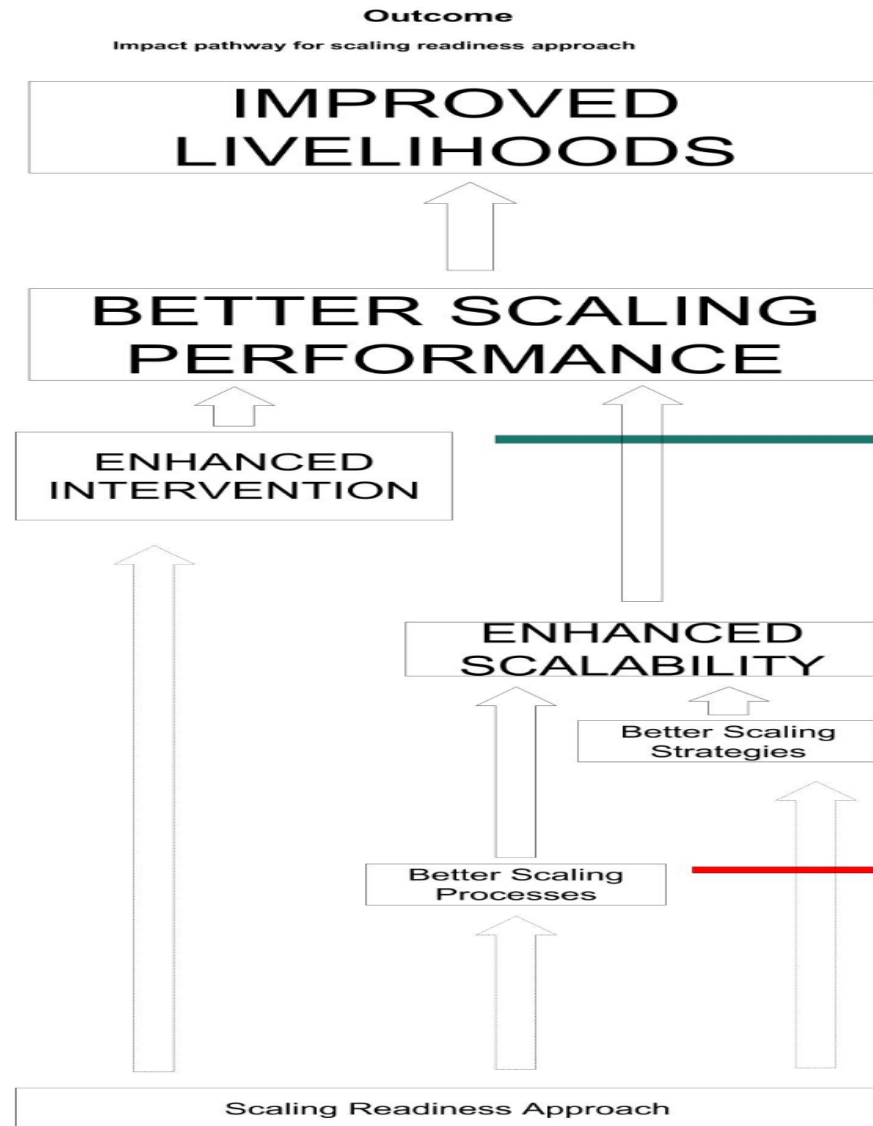 Outcome
Impact pathway for scaling readiness approach
IMPROVED
LIVELIHOODS
BETTER SCALING
PERFORMANCE
ENHANCED
INTERVENTION
ENHANCED
SCALABILITY
Better Scaling
Strategies
Better Scaling
Processes
Scaling Readiness Approach